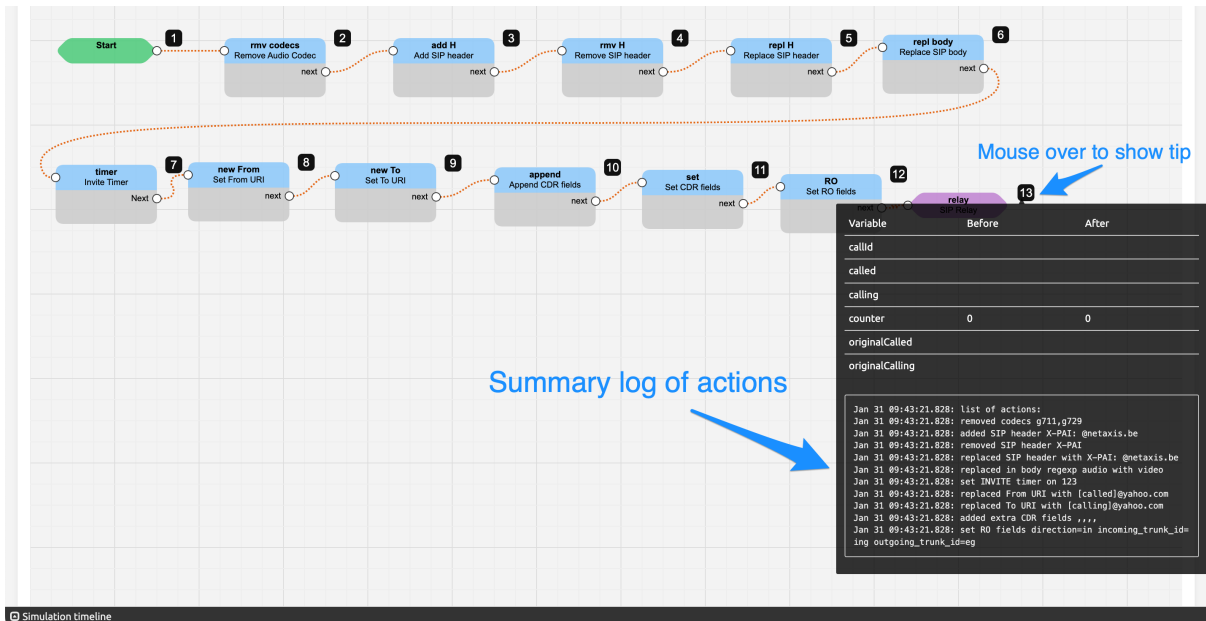 Start
1
rmv codecs
Remove Audio Codec
next
2
add H
Add SIP header
next
3
rmv H
Remove SIP header
next
4
repl H
Replace SIP header
next
5
repl body
Replace SIP body
next
6
timer
Invite Timer
Next
7
new From
Set From URI
next
8
new To
Set To URI
next
9
append
Append CDR fields
next
10
set
Set CDR fields
next
11
RO
Set RO fields
next
12
relay
SIP Relay
13
Mouse over to show tip
Variable Before After
callId
called
calling
counter 0 0
originalCalled
originalCalling
Summary log of actions
Jan 31 09:43:21.828: list of actions:
Jan 31 09:43:21.828: removed codecs g711,g729
Jan 31 09:43:21.828: added SIP header X-PAI: @netaxis.be
Jan 31 09:43:21.828: removed SIP header X-PAI
Jan 31 09:43:21.828: replaced SIP header with X-PAI: @netaxis.be
Jan 31 09:43:21.828: replaced in body regexp audio with video
Jan 31 09:43:21.828: set INVITE timer on 123
Jan 31 09:43:21.828: replaced From URI with [called]@yahoo.com
Jan 31 09:43:21.828: replaced To URI with [calling]@yahoo.com
Jan 31 09:43:21.828: added extra CDR fields ,,,,
Jan 31 09:43:21.828: set RO fields direction=in incoming_trunk_id=
ing outgoing_trunk_id=eg
Simulation timeline